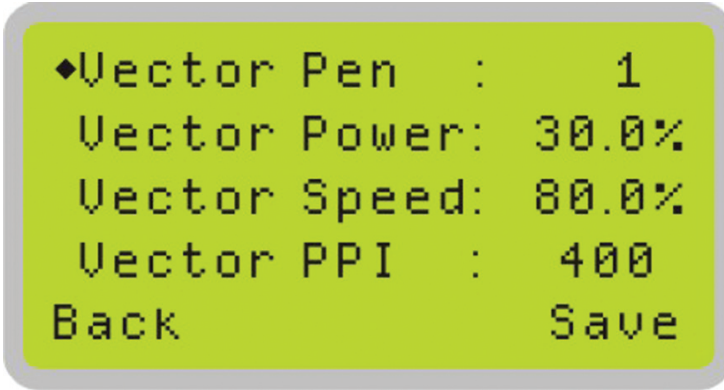 ◆Vector Pen : 1
Vector Power: 30.0%
Vector Speed: 80.0%
Vector PPI : 400
Back Save